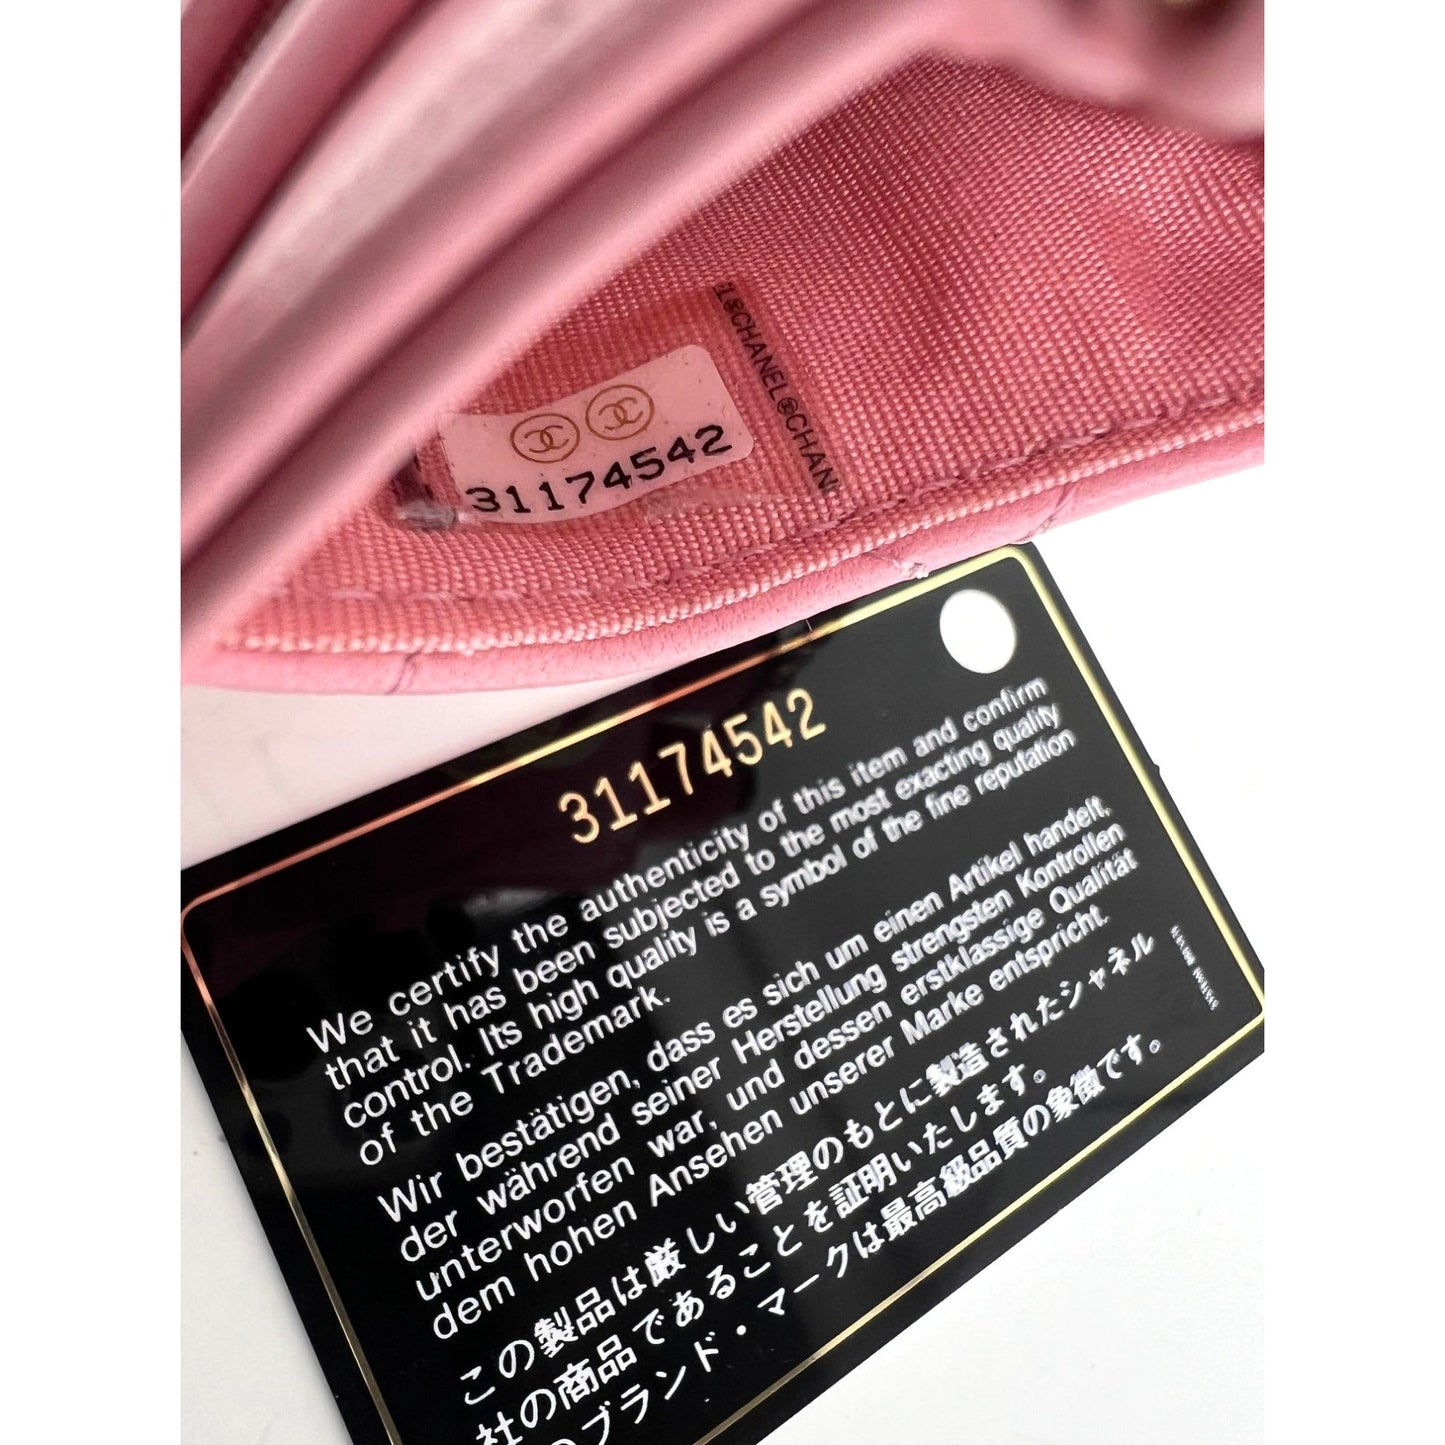 EL®CHANEL®CHAN
31174542
31174542
We certify the authenticity of this item and confirm
that it has been subjected to the most exacting quality
control. Its high quality is a symbol of the fine reputation
of the Trademark.
Wir bestätigen, dass es sich um einen Artikel handelt,
der während seiner Herstellung strengsten Kontrollen
unterworfen war, und dessen erstklassige Qualität
dem hohen Ansehen unserer Marke entspricht.
この製品は厳しい管理のもとに製造されたシャネル
社の商品であることを証明いたします。
のブランド・マークは最高級品質の象徴です。